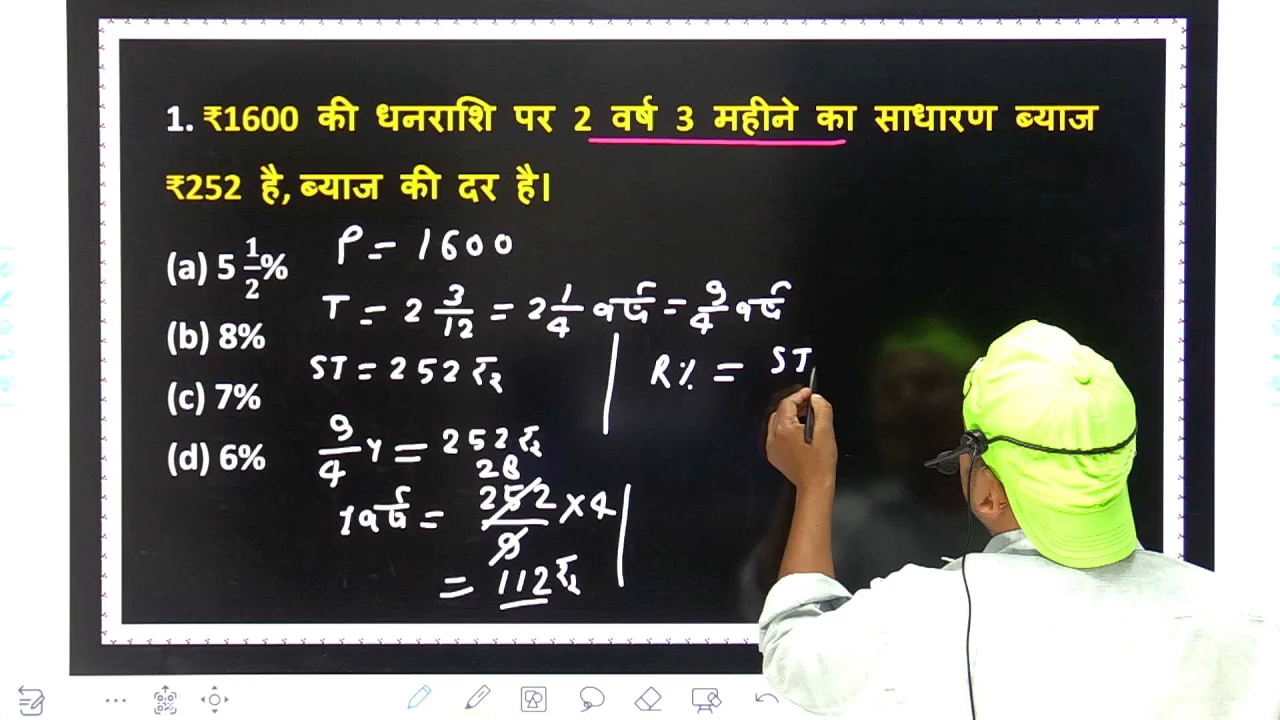 1. ₹1600 की धनराशि पर 2 वर्ष 3 महीने का साधारण ब्याज
₹252 है, ब्याज की दर है।
(a) 5 1/2%
(b) 8%
(c) 7%
(d) 6%
P = 1600
T = 2 3/12 = 2 1/4 वर्ष = 9/4 वर्ष
SI = 252 रु
9/4 Y = 252 रु
1 वर्ष = 252/9 × 4
28
= 112 रु
R% = SI